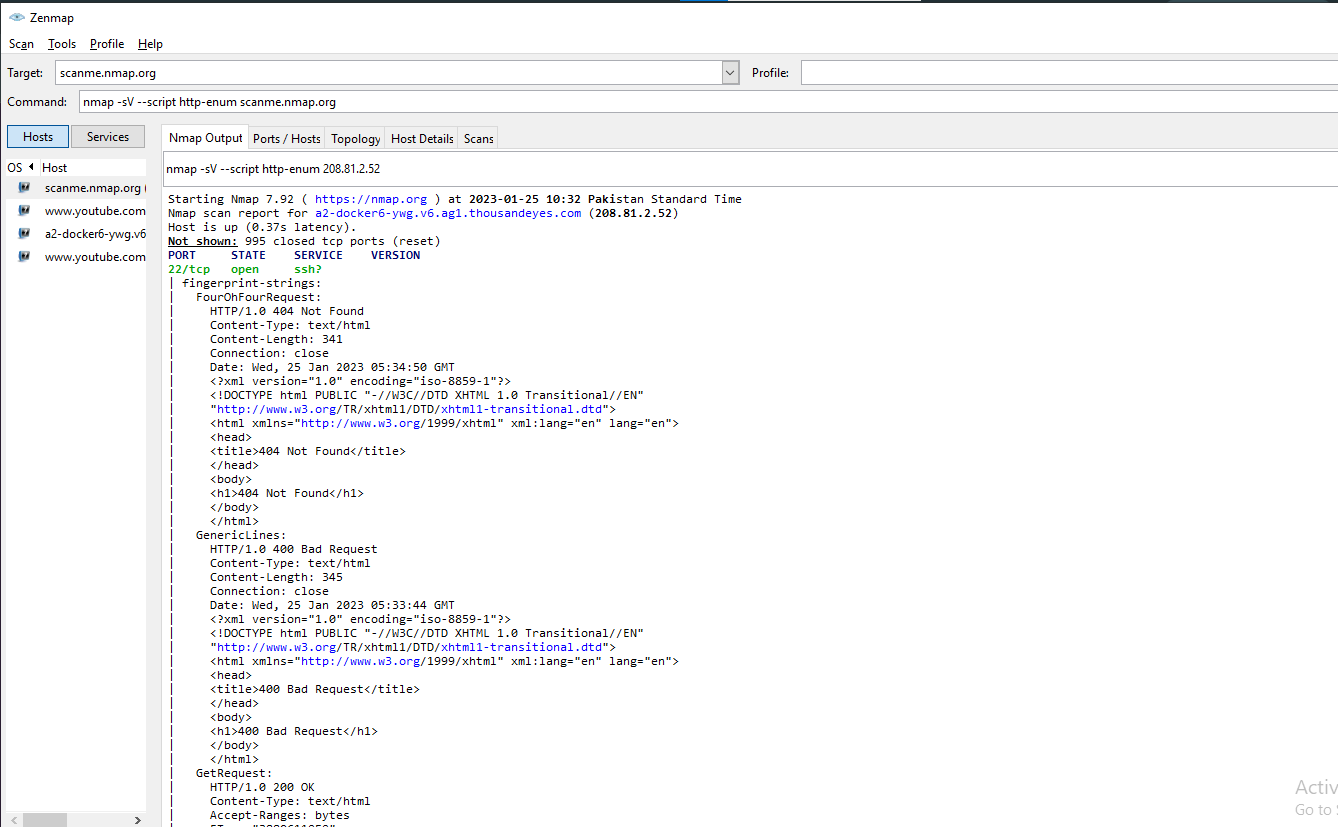 Zenmap
Scan Tools Profile Help
Target: scanme.nmap.org Profile:
Command: nmap -sV --script http-enum scanme.nmap.org
Hosts Services Nmap Output Ports / Hosts Topology Host Details Scans
OS Host
nmap -sV --script http-enum 208.81.2.52
scanme.nmap.org (
www.youtube.com
a2-docker6-ywg.v6
www.youtube.com
Starting Nmap 7.92 ( https://nmap.org ) at 2023-01-25 10:32 Pakistan Standard Time
Nmap scan report for a2-docker6-ywg.v6.agl.thousandeyes.com (208.81.2.52)
Host is up (0.37s latency).
Not shown: 995 closed tcp ports (reset)
PORT STATE SERVICE VERSION
22/tcp open ssh?
| fingerprint-strings:
| FourOhFourRequest:
| HTTP/1.0 404 Not Found
| Content-Type: text/html
| Content-Length: 341
| Connection: close
| Date: Wed, 25 Jan 2023 05:34:50 GMT
| <?xml version="1.0" encoding="iso-8859-1"?>
| <!DOCTYPE html PUBLIC "-//W3C//DTD XHTML 1.0 Transitional//EN"
| "http://www.w3.org/TR/xhtml1/DTD/xhtml1-transitional.dtd">
| <html xmlns="http://www.w3.org/1999/xhtml" xml:lang="en" lang="en">
| <head>
| <title>404 Not Found</title>
| </head>
| <body>
| <h1>404 Not Found</h1>
| </body>
| </html>
| GenericLines:
| HTTP/1.0 400 Bad Request
| Content-Type: text/html
| Content-Length: 345
| Connection: close
| Date: Wed, 25 Jan 2023 05:33:44 GMT
| <?xml version="1.0" encoding="iso-8859-1"?>
| <!DOCTYPE html PUBLIC "-//W3C//DTD XHTML 1.0 Transitional//EN"
| "http://www.w3.org/TR/xhtml1/DTD/xhtml1-transitional.dtd">
| <html xmlns="http://www.w3.org/1999/xhtml" xml:lang="en" lang="en">
| <head>
| <title>400 Bad Request</title>
| </head>
| <body>
| <h1>400 Bad Request</h1>
| </body>
| </html>
| GetRequest:
| HTTP/1.0 200 OK
| Content-Type: text/html
| Accept-Ranges: bytes
Activ
Go to S